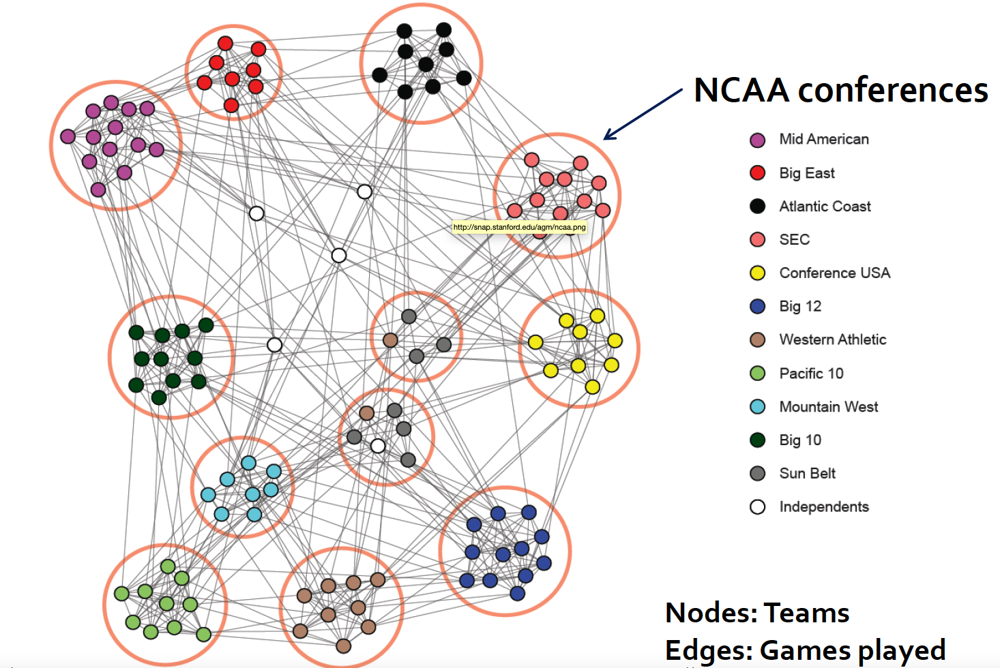 NCAA conferences
Mid American
Big East
Atlantic Coast
SEC
http://snap.stanford.edu/agm/ncaa.png
Conference USA
Big 12
Western Athletic
Pacific 10
Mountain West
Big 10
Sun Belt
Independents
Nodes: Teams
Edges: Games played